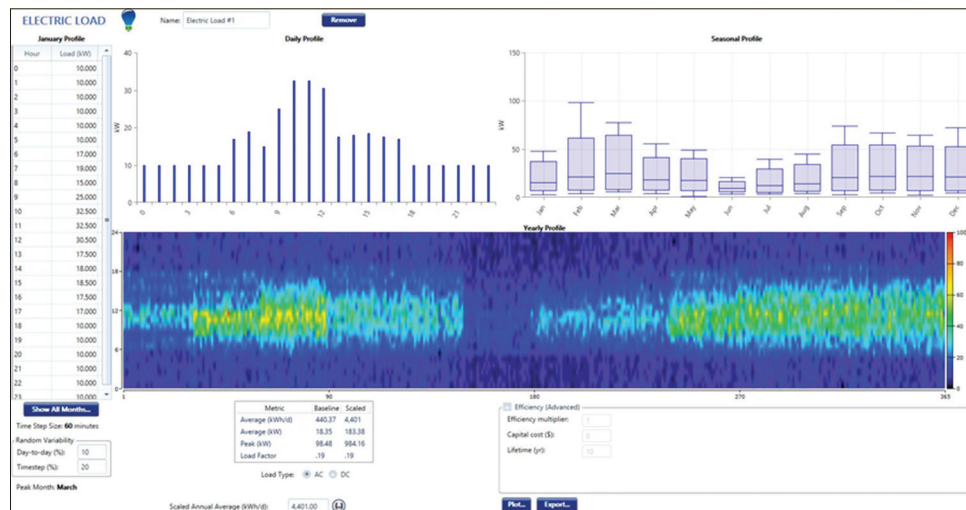 ELECTRIC LOAD
Name: Electric Load #1
Remove
January Profile
Hour Load (kW)
0 10.000
1 10.000
2 10.000
3 10.000
4 10.000
5 10.000
6 17.000
7 19.000
8 15.000
9 25.000
10 32.500
11 32.500
12 30.500
13 17.500
14 18.000
15 18.500
16 17.500
17 17.000
18 10.000
19 10.000
20 10.000
21 10.000
22 10.000
23 10.000
Show All Months...
Time Step Size: 60 minutes
Random Variability
Day-to-day (%): 10
Timestep (%): 20
Peak Month: March
Daily Profile
kW
40
30
20
10
0
0 3 6 9 12 15 18 21
Seasonal Profile
kW
150
100
50
0
Jan Feb Mar Apr May Jun Jul Aug Sep Oct Nov Dec
Yearly Profile
24
18
12
6
0
1 90 180 270 365
100
80
60
40
20
0
Metric Baseline Scaled
Average (kWh/d) 440.37 4,401
Average (kW) 18.35 183.38
Peak (kW) 98.48 984.16
Load Factor .19 .19
Load Type: AC DC
Scaled Annual Average (kWh/d): 4,401.00
Efficiency (Advanced)
Efficiency multiplier: 1
Capital cost ($): 0
Lifetime (yr): 10
Plot... Export...